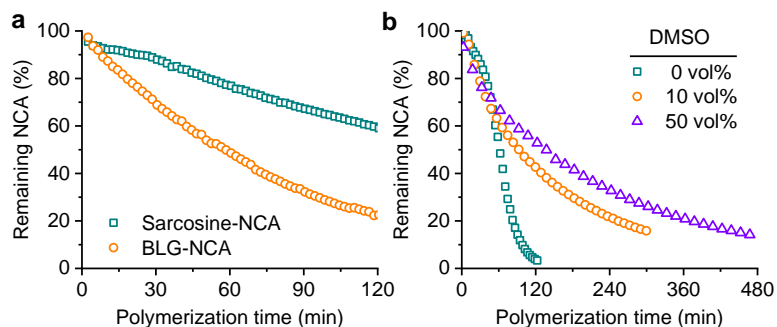 a
Remaining NCA (%)
100
80
60
40
20
0
Sarcosine-NCA
BLG-NCA
0 30 60 90 120
Polymerization time (min)
b
Remaining NCA (%)
100
80
60
40
20
0
DMSO
0 vol%
10 vol%
50 vol%
0 120 240 360 480
Polymerization time (min)